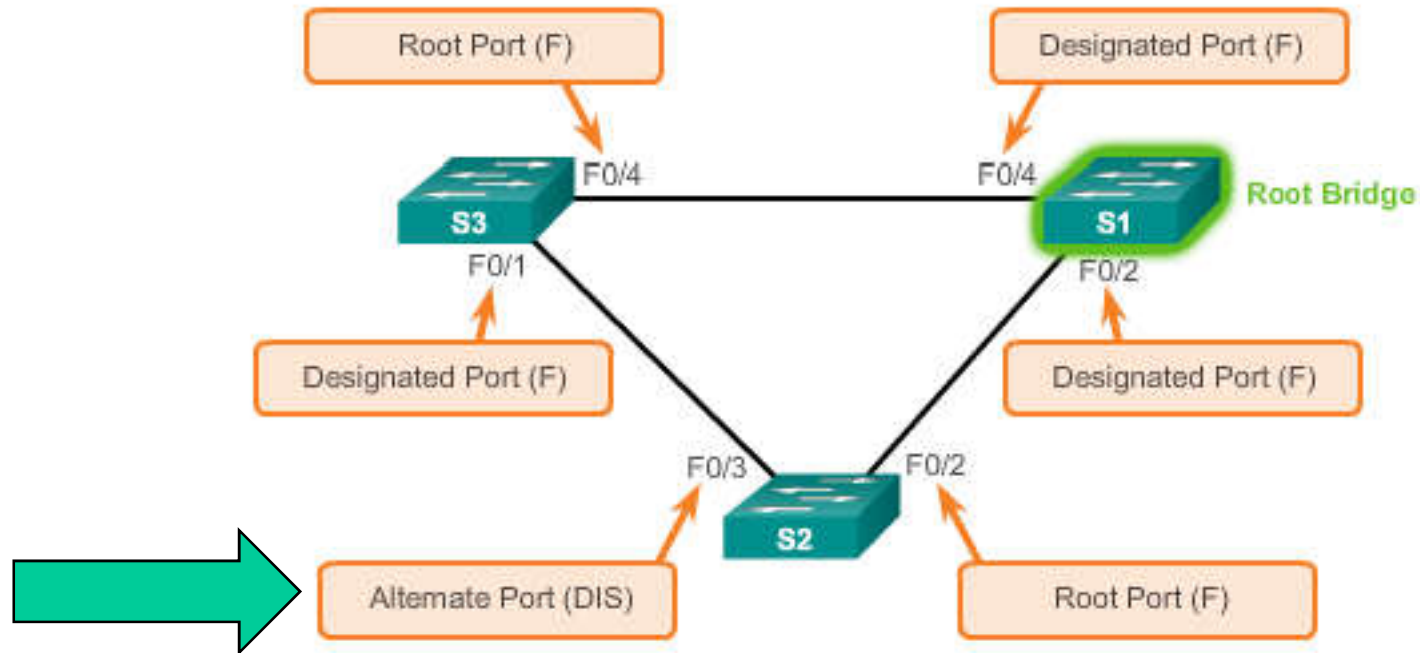 Root Port (F)
Designated Port (F)
F0/4
F0/4
Root Bridge
S3
S1
F0/1
F0/2
Designated Port (F)
Designated Port (F)
F0/3
F0/2
S2
Alternate Port (DIS)
Root Port (F)